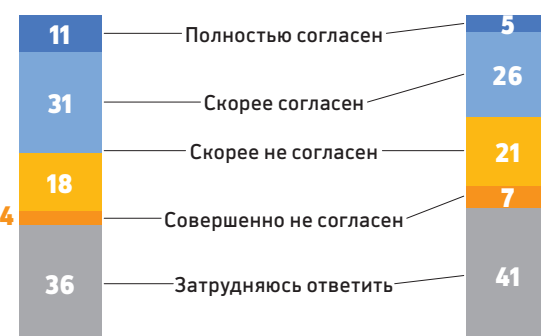 11 Полностью согласен 5
31 Скорее согласен 26
18 Скорее не согласен 21
4 Совершенно не согласен 7
36 Затрудняюсь ответить 41